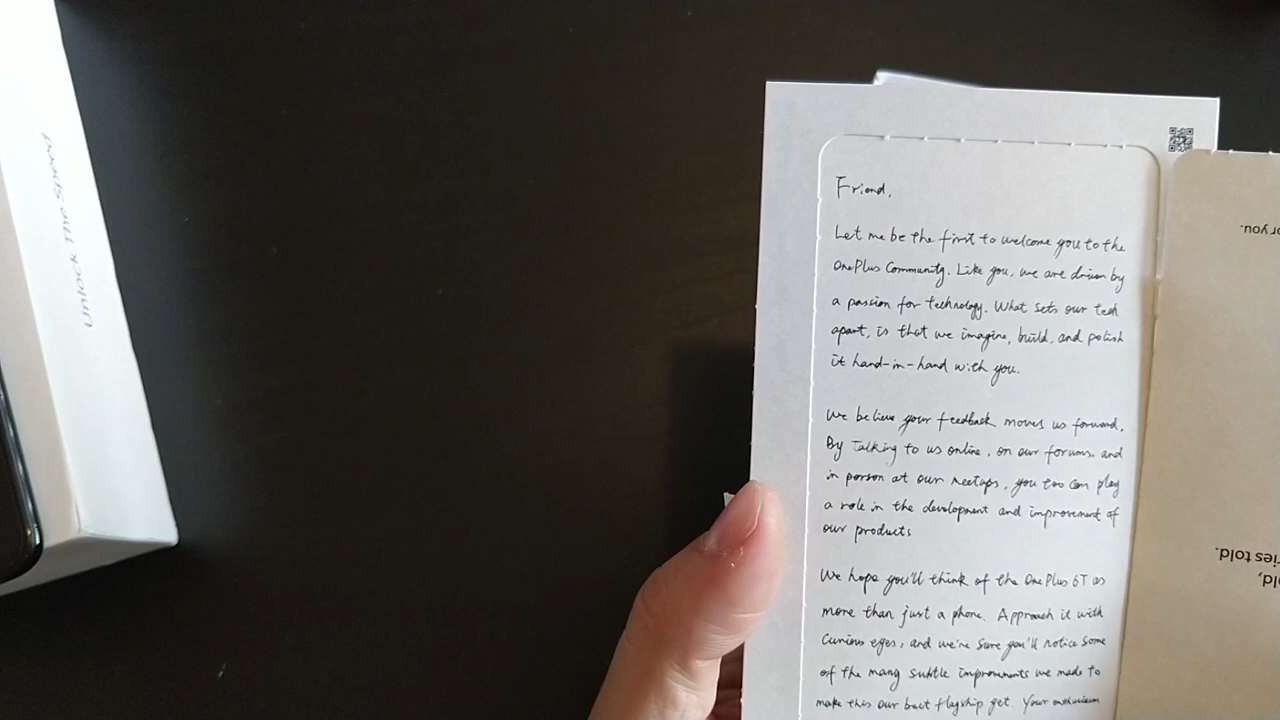 Unlock The Speed
Friend,
Let me be the first to welcome you to the
OnePlus Community. Like you, we are driven by
a passion for technology. What sets our tech
apart, is that we imagine, build, and polish
it hand-in-hand with you.
We believe your feedback moves us forward.
By talking to us online, on our forums, and
in person at our meetups, you too can play
a role in the development and improvement of
our products
We hope you'll think of the OnePlus 6T as
more than just a phone. Approach it with
curious eyes, and we're sure you'll notice some
of the many subtle improvements we made to
make this our best flagship yet. Your enthusiasm
or you.
ries told.